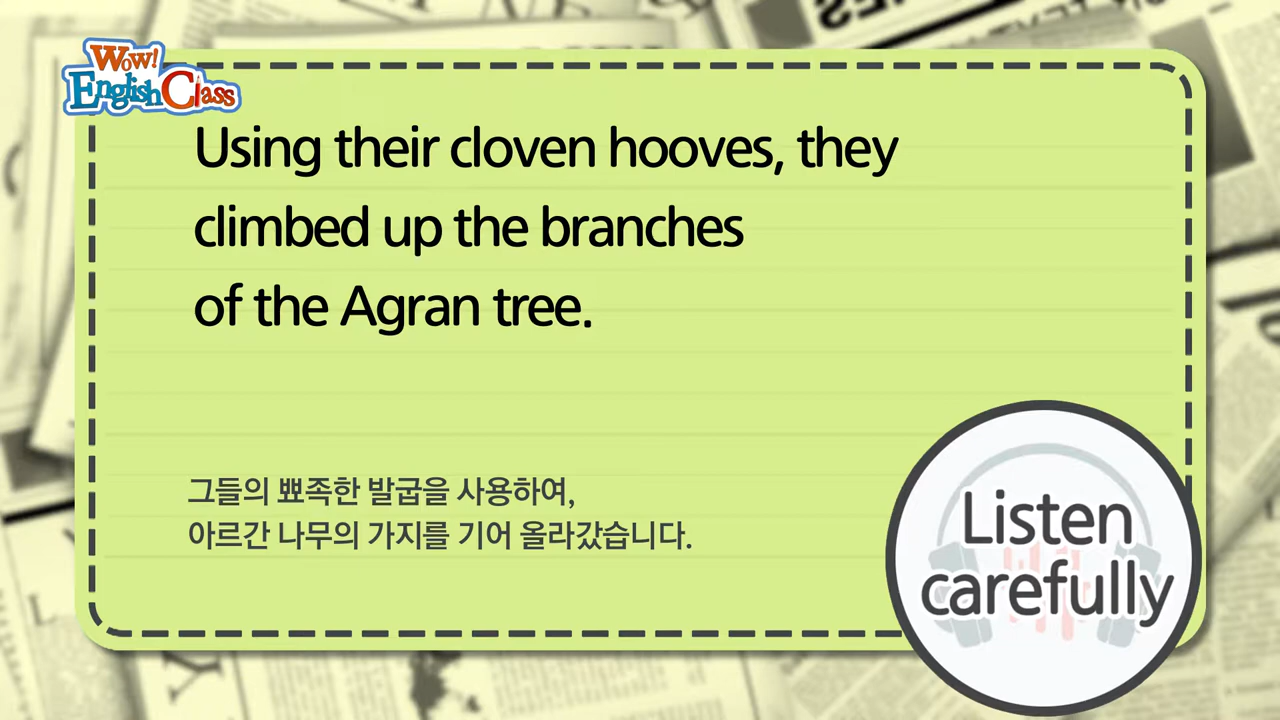 Wow!
English Class
Using their cloven hooves, they
climbed up the branches
of the Agran tree.
그들의 뾰족한 발굽을 사용하여,
아르간 나무의 가지를 기어 올라갔습니다.
Listen
carefully